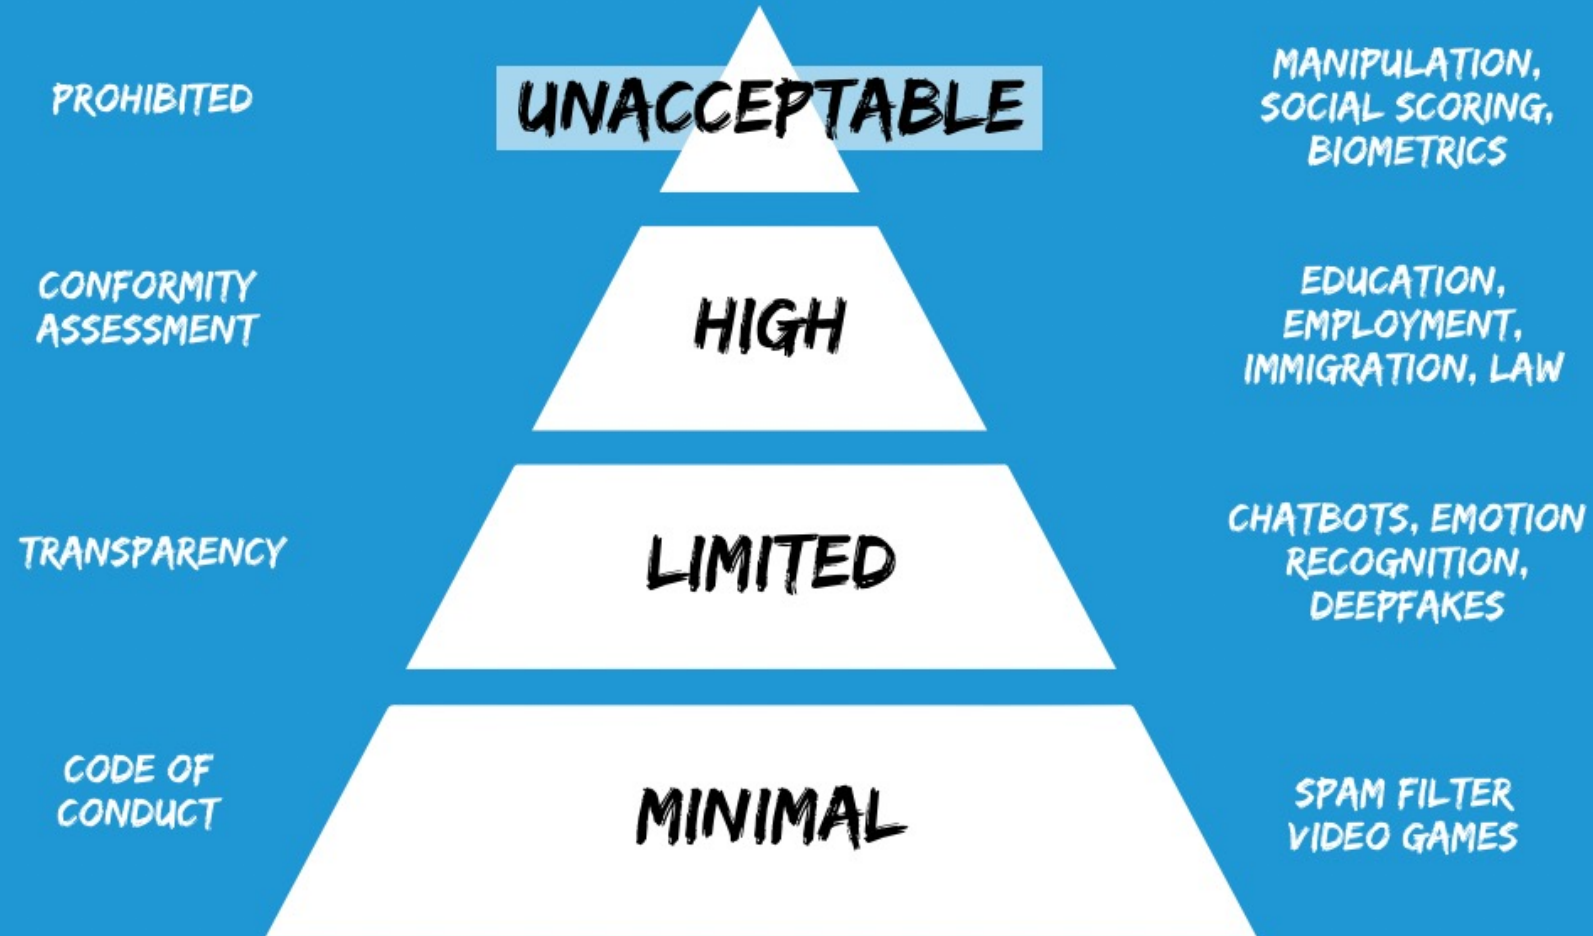 PROHIBITED
UNACCEPTABLE
MANIPULATION,
SOCIAL SCORING,
BIOMETRICS
CONFORMITY
ASSESSMENT
HIGH
EDUCATION,
EMPLOYMENT,
IMMIGRATION, LAW
TRANSPARENCY
LIMITED
CHATBOTS, EMOTION
RECOGNITION,
DEEPFAKES
CODE OF
CONDUCT
MINIMAL
SPAM FILTER
VIDEO GAMES